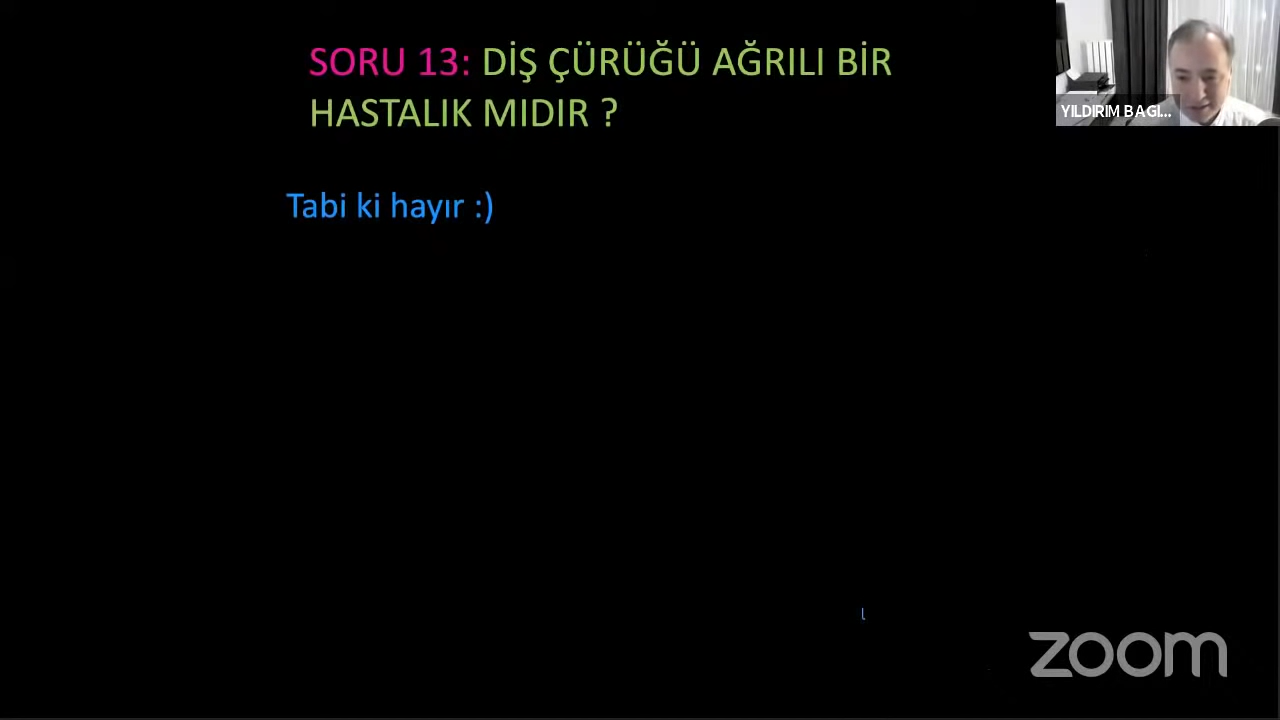 SORU 13: DİŞ ÇÜRÜĞÜ AĞRILI BİR
HASTALIK MIDIR ?
YILDIRIM BAGI...
Tabi ki hayır :)
zoom